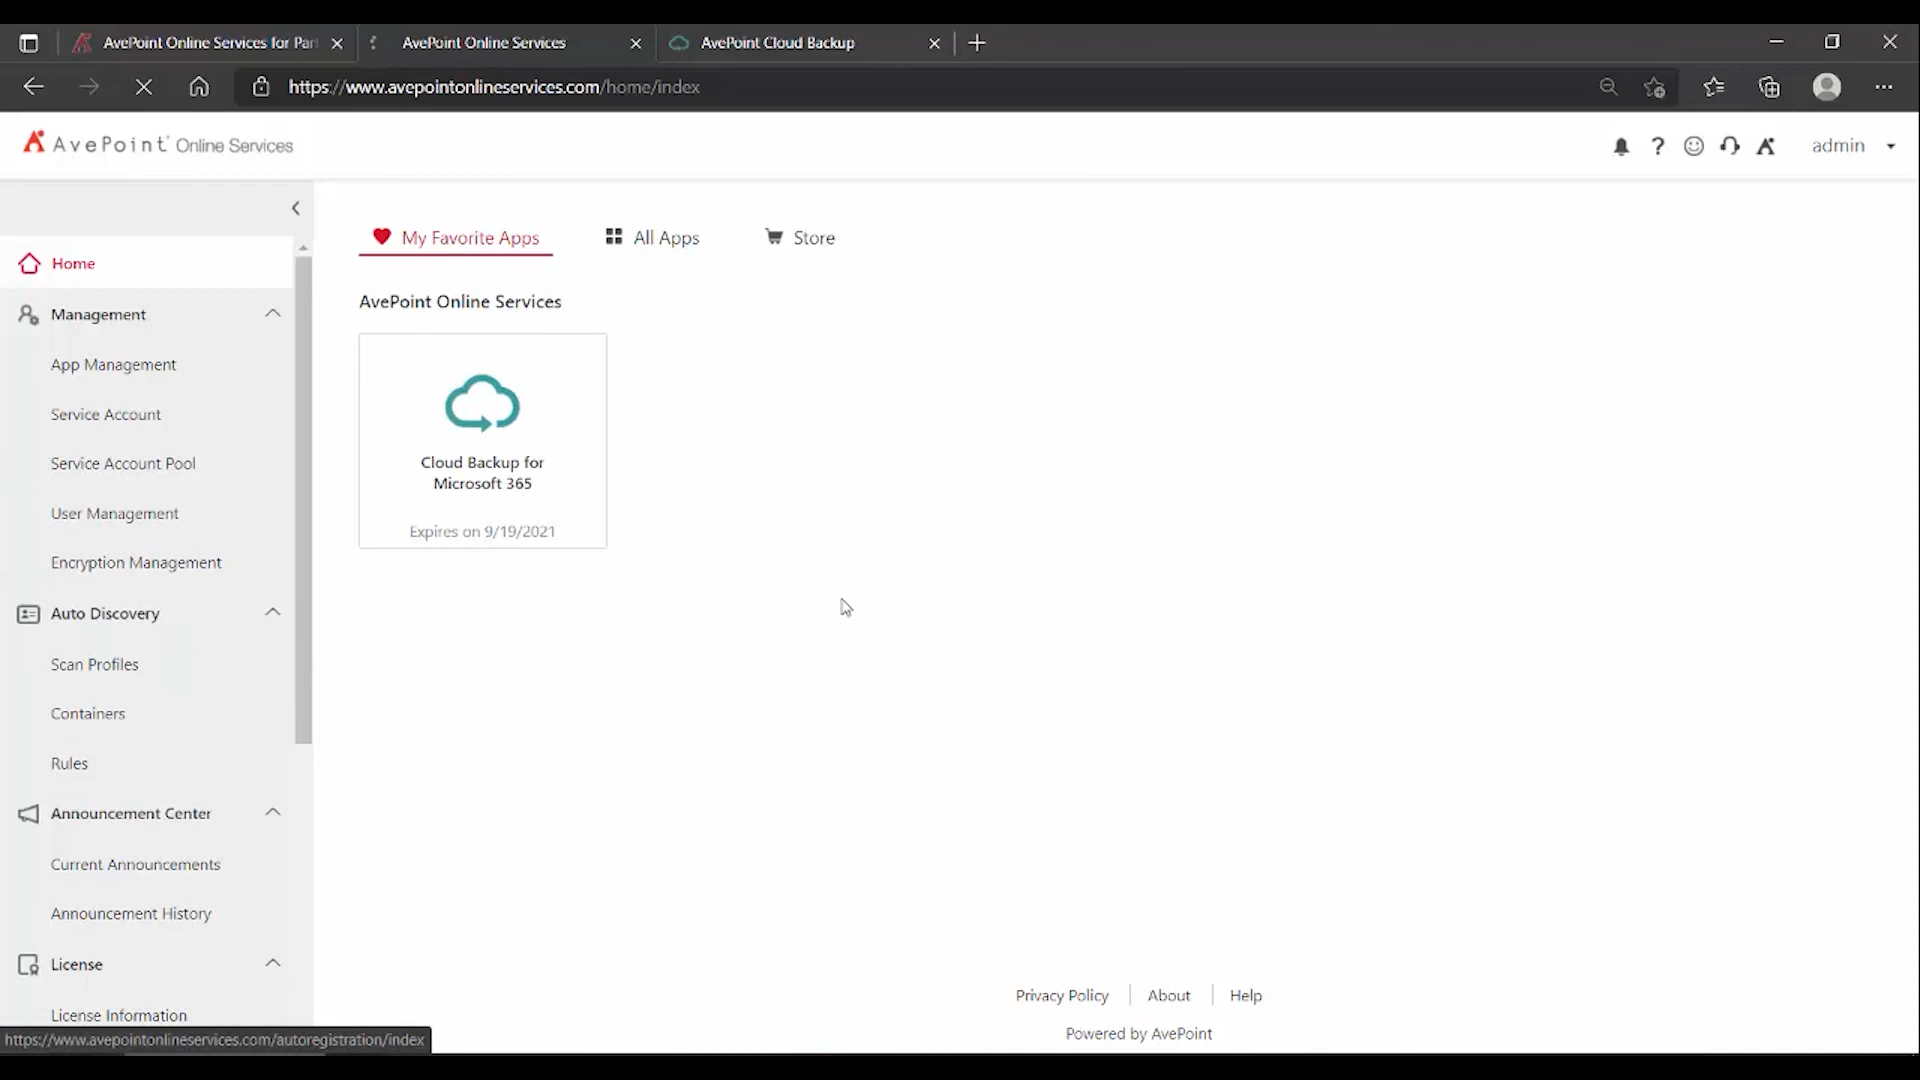 AvePoint Online Services for Par
AvePoint Online Services
AvePoint Cloud Backup
https://www.avepointonlineservices.com/home/index
AvePoint Online Services
admin
Home
Management
App Management
Service Account
Service Account Pool
User Management
Encryption Management
Auto Discovery
Scan Profiles
Containers
Rules
Announcement Center
Current Announcements
Announcement History
License
License Information
https://www.avepointonlineservices.com/autoregistration/index
My Favorite Apps
All Apps
Store
AvePoint Online Services
Cloud Backup for
Microsoft 365
Expires on 9/19/2021
Privacy Policy
About
Help
Powered by AvePoint